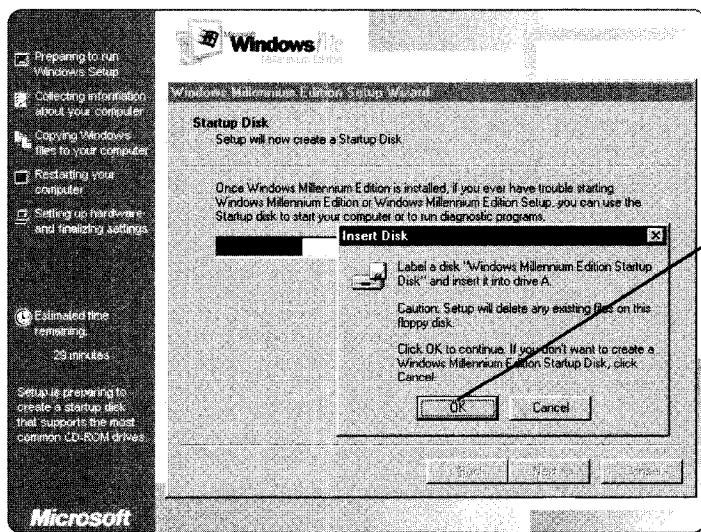 Preparing to run
Windows Setup
Collecting information
about your computer
Copying Windows
files to your computer
Restarting your
computer
Setting up hardware
and finalizing settings
Estimated time
remaining:
29 minutes
Setup is preparing to
create a startup disk
that supports the most
common CD-ROM drives.
Microsoft
Microsoft
Windows Me
Millennium Edition
Windows Millennium Edition Setup Wizard
Startup Disk
Setup will now create a Startup Disk
Once Windows Millennium Edition is installed, if you ever have trouble starting
Windows Millennium Edition or Windows Millennium Edition Setup, you can use the
Startup disk to start your computer or to run diagnostic programs.
Insert Disk
Label a disk "Windows Millennium Edition Startup
Disk" and insert it into drive A.
Caution: Setup will delete any existing files on this
floppy disk.
Click OK to continue. If you don't want to create a
Windows Millennium Edition Startup Disk, click
Cancel.
OK
Cancel
< Back
Next >